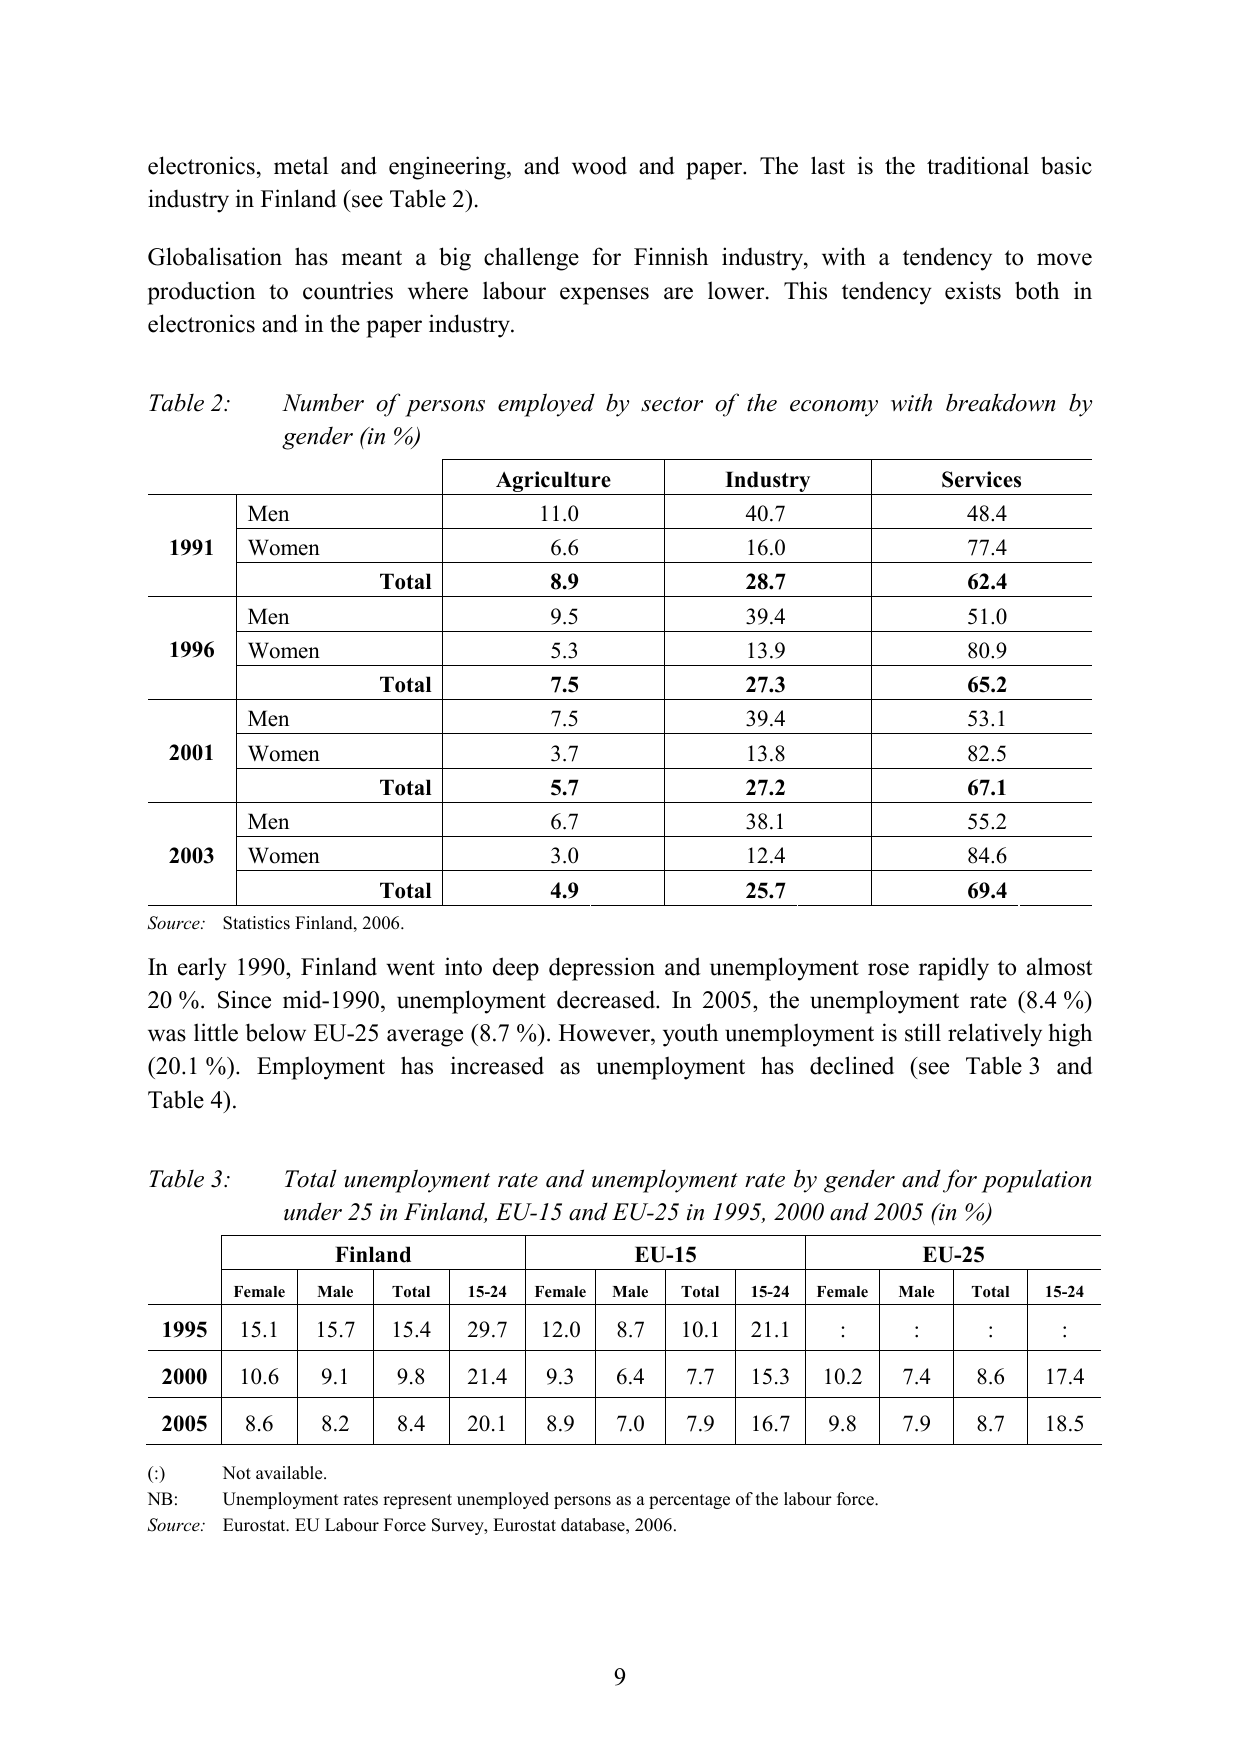 electronics, metal and engineering, and wood and paper. The last is the traditional basic
industry in Finland (see Table 2).
Globalisation has meant a big challenge for Finnish industry, with a tendency to move
production to countries where labour expenses are lower. This tendency exists both in
electronics and in the paper industry.
Table 2: Number of persons employed by sector of the economy with breakdown by
gender (in %)
Agriculture Industry Services
Men 11.0 40.7 48.4
1991 Women 6.6 16.0 77.4
Total 8.9 28.7 62.4
Men 9.5 39.4 51.0
1996 Women 5.3 13.9 80.9
Total 7.5 27.3 65.2
Men 7.5 39.4 53.1
2001 Women 3.7 13.8 82.5
Total 5.7 27.2 67.1
Men 6.7 38.1 55.2
2003 Women 3.0 12.4 84.6
Total 4.9 25.7 69.4
Source: Statistics Finland, 2006.
In early 1990, Finland went into deep depression and unemployment rose rapidly to almost
20 %. Since mid-1990, unemployment decreased. In 2005, the unemployment rate (8.4 %)
was little below EU-25 average (8.7 %). However, youth unemployment is still relatively high
(20.1 %). Employment has increased as unemployment has declined (see Table 3 and
Table 4).
Table 3: Total unemployment rate and unemployment rate by gender and for population
under 25 in Finland, EU-15 and EU-25 in 1995, 2000 and 2005 (in %)
Finland EU-15 EU-25
Female Male Total 15-24 Female Male Total 15-24 Female Male Total 15-24
1995 15.1 15.7 15.4 29.7 12.0 8.7 10.1 21.1 : : : :
2000 10.6 9.1 9.8 21.4 9.3 6.4 7.7 15.3 10.2 7.4 8.6 17.4
2005 8.6 8.2 8.4 20.1 8.9 7.0 7.9 16.7 9.8 7.9 8.7 18.5
(:) Not available.
NB: Unemployment rates represent unemployed persons as a percentage of the labour force.
Source: Eurostat. EU Labour Force Survey, Eurostat database, 2006.
9